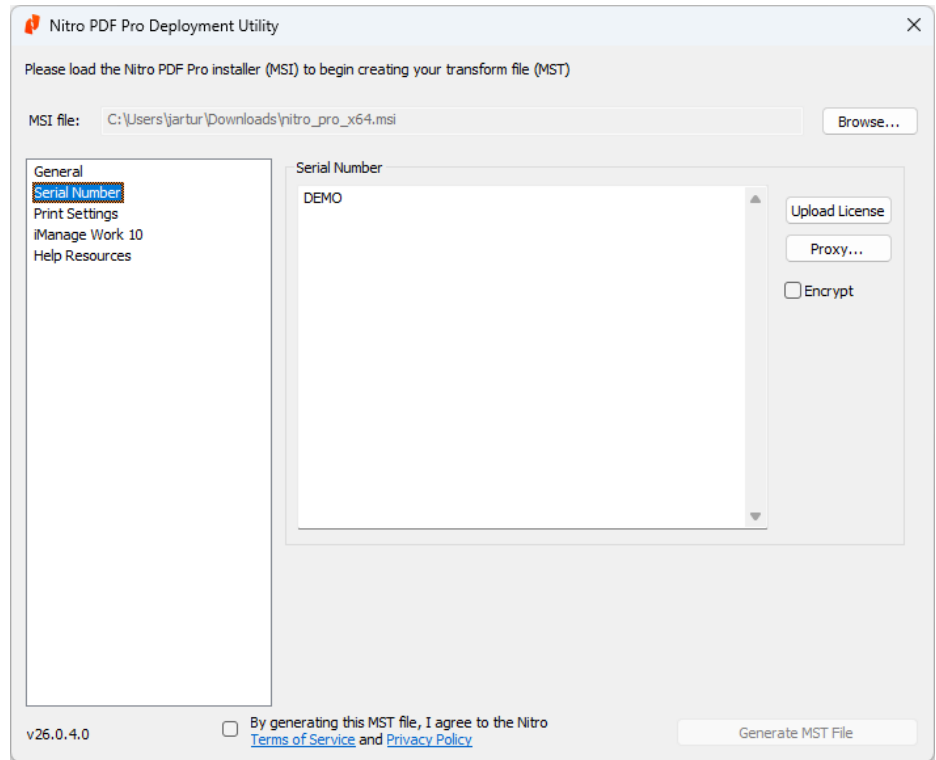 Nitro PDF Pro Deployment Utility
Please load the Nitro PDF Pro installer (MSI) to begin creating your transform file (MST)
MSI file: C:\Users\jartur\Downloads\nitro_pro_x64.msi Browse...
General
Serial Number
Print Settings
iManage Work 10
Help Resources
Serial Number
DEMO
Upload License
Proxy...
Encrypt
v26.0.4.0
By generating this MST file, I agree to the Nitro
Terms of Service and Privacy Policy
Generate MST File